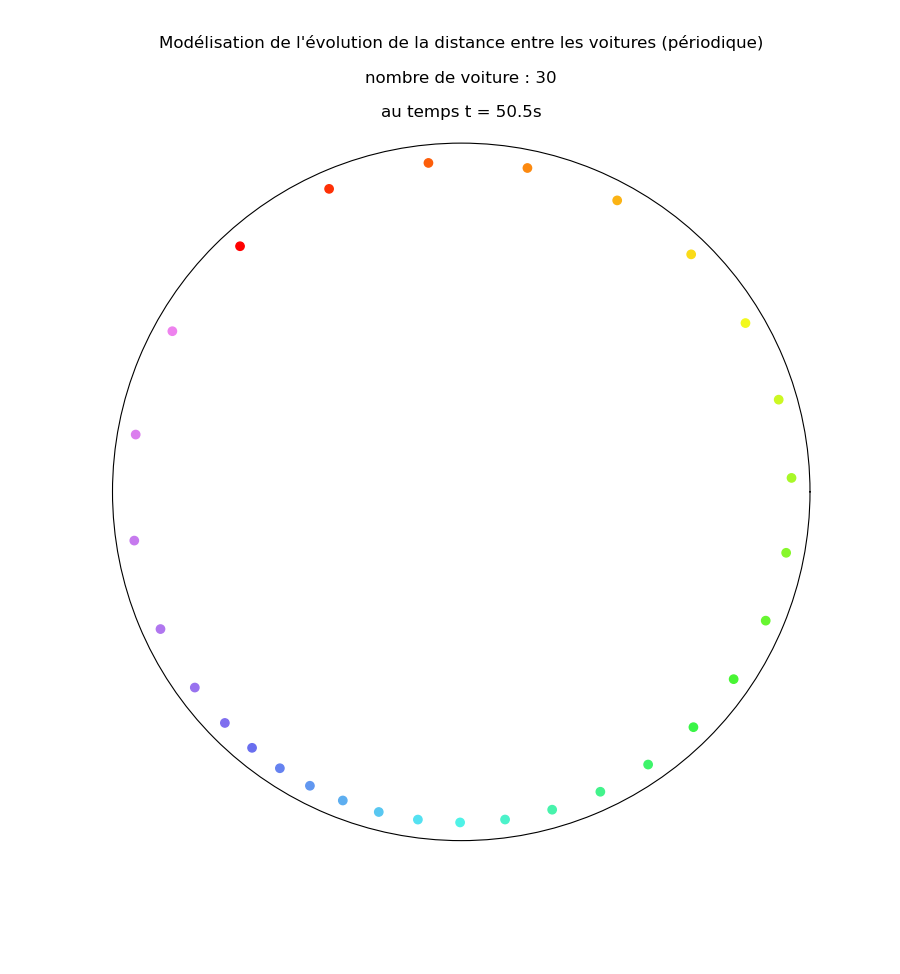 Modélisation de l'évolution de la distance entre les voitures (périodique)
nombre de voiture : 30
au temps t = 50.5s